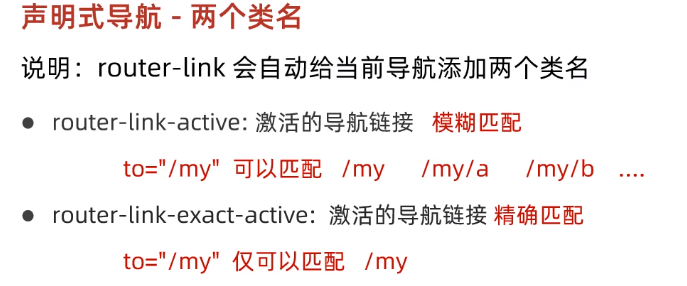 声明式导航 - 两个类名
说明：router-link 会自动给当前导航添加两个类名
● router-link-active: 激活的导航链接 模糊匹配
to="/my" 可以匹配 /my /my/a /my/b ....
● router-link-exact-active: 激活的导航链接 精确匹配
to="/my" 仅可以匹配 /my